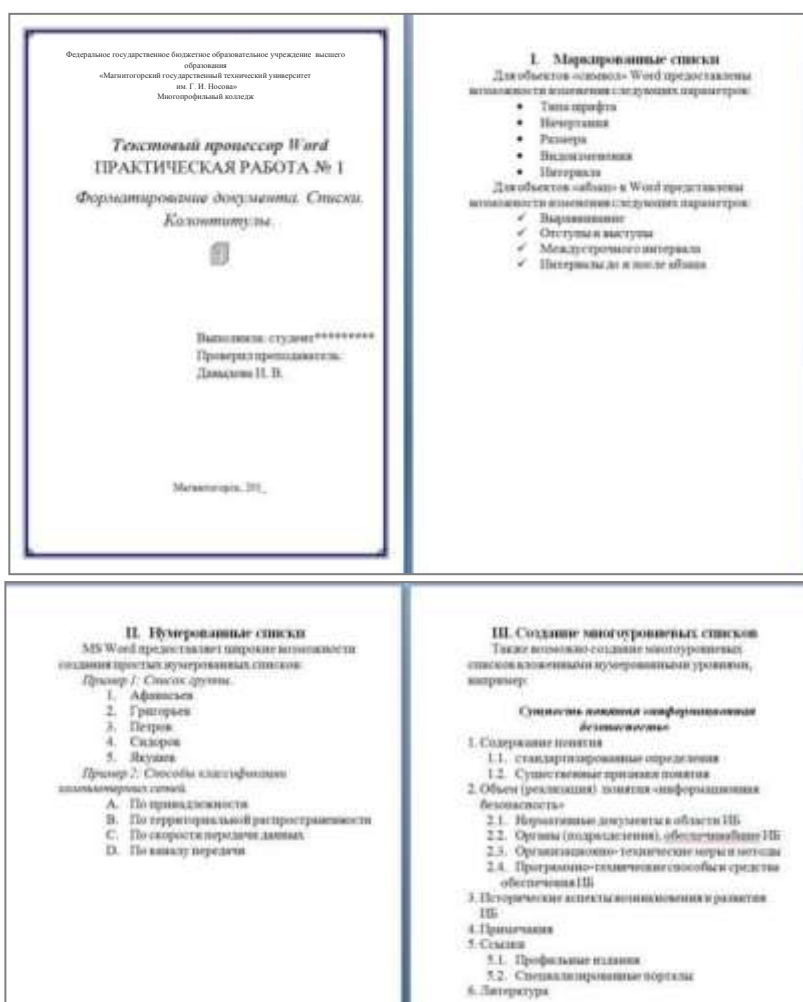 Федеральное государственное бюджетное образовательное учреждение высшего
образования
«Магнитогорский государственный технический университет
им. Г. И. Носова»
Многопрофильный колледж
Текстовый процессор Word
ПРАКТИЧЕСКАЯ РАБОТА № 1
Форматирование документа. Списки.
Колонтитулы.
Выполнила: студент*********
Проверил преподаватель:
Давыдова И. В.
Магнитогорск, 201_
I. Маркированные списки
Для объектов «символ» Word предоставлены
возможности изменения следующих параметров:
• Типа шрифта
• Начертания
• Размера
• Видоизменения
• Интервала
Для объектов «абзац» в Word представлены
возможности изменения следующих параметров:
✓ Выравнивание
✓ Отступы и выступы
✓ Междустрочного интервала
✓ Интервалы до и после абзаца
II. Нумерованные списки
MS Word предоставляет широкие возможности
создания простых нумерованных списков:
Пример 1: Список группы.
1. Афанасьев
2. Григорьев
3. Петров
4. Сидоров
5. Якушев
Пример 2: Способы классификации
компьютерных сетей.
A. По принадлежности
B. По территориальной распространенности
C. По скорости передачи данных
D. По каналу передачи
III. Создание многоуровневых списков
Также возможно создание многоуровневых
списков вложенными нумерованными уровнями,
например:
Сущность понятия «информационная
безопасность»
1. Содержание понятия
1.1. стандартизированные определения
1.2. Существенные признаки понятия
2. Объем (реализация) понятия «информационная
безопасность»
2.1. Нормативные документы в области ИБ
2.2. Органы (подразделения), обеспечивающие ИБ
2.3. Организационно-технические меры и методы
2.4. Программно-технические способы и средства
обеспечения ИБ
3. Исторические аспекты возникновения и развития
ИБ
4. Примечания
5. Ссылки
5.1. Профильные издания
5.2. Специализированные порталы
6. Литература